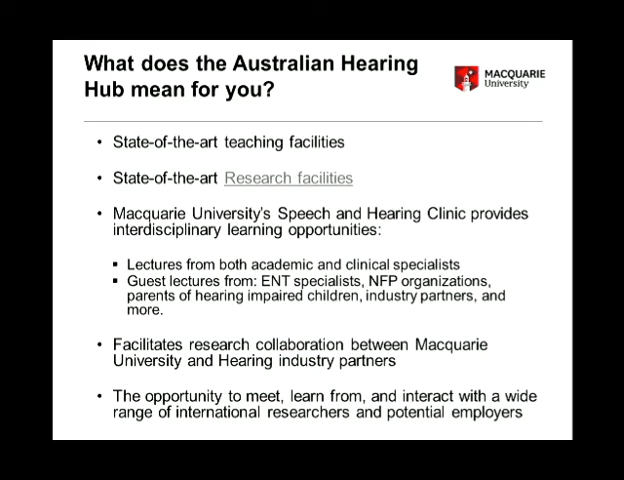 What does the Australian Hearing
Hub mean for you?
MACQUARIE
University
• State-of-the-art teaching facilities
• State-of-the-art Research facilities
• Macquarie University's Speech and Hearing Clinic provides
interdisciplinary learning opportunities:
▪ Lectures from both academic and clinical specialists
▪ Guest lectures from: ENT specialists, NFP organizations,
parents of hearing impaired children, industry partners, and
more.
• Facilitates research collaboration between Macquarie
University and Hearing industry partners
• The opportunity to meet, learn from, and interact with a wide
range of international researchers and potential employers